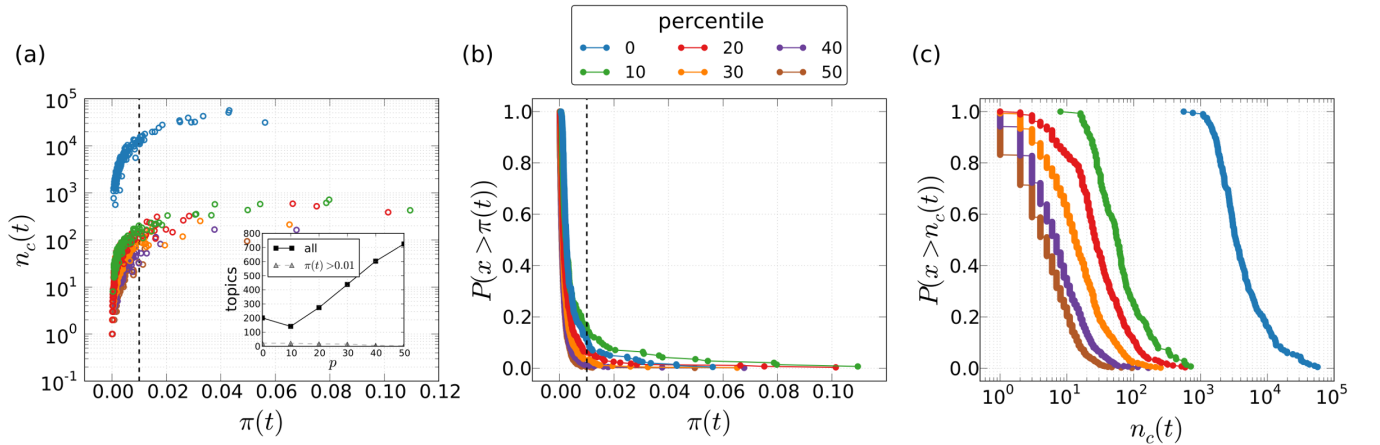 percentile
0 20 40
10 30 50
(a)
10^5
10^4
10^3
10^2
10^1
10^0
10^-1
n_c(t)
0.00 0.02 0.04 0.06 0.08 0.10 0.12
π(t)
800
700
600
500
400
300
200
100
0
topics
all
π(t)>0.01
0 10 20 30 40 50
p
(b)
1.0
0.8
0.6
0.4
0.2
0.0
P(x > π(t))
0.00 0.02 0.04 0.06 0.08 0.10
π(t)
(c)
1.0
0.8
0.6
0.4
0.2
0.0
P(x > n_c(t))
10^0 10^1 10^2 10^3 10^4 10^5
n_c(t)